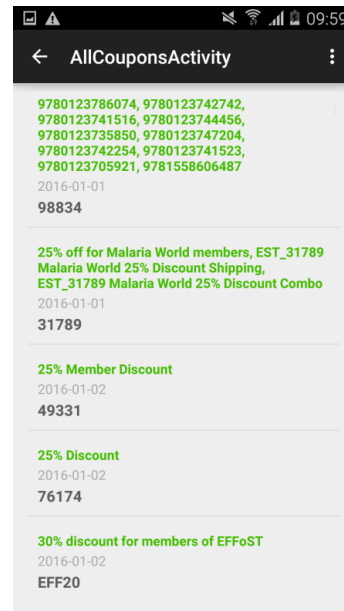 09:59
AllCouponsActivity
9780123786074, 9780123742742,
9780123741516, 9780123744456,
9780123735850, 9780123747204,
9780123742254, 9780123741523,
9780123705921, 9781558606487
2016-01-01
98834
25% off for Malaria World members, EST_31789
Malaria World 25% Discount Shipping,
EST_31789 Malaria World 25% Discount Combo
2016-01-01
31789
25% Member Discount
2016-01-02
49331
25% Discount
2016-01-02
76174
30% discount for members of EFFoST
2016-01-02
EFF20